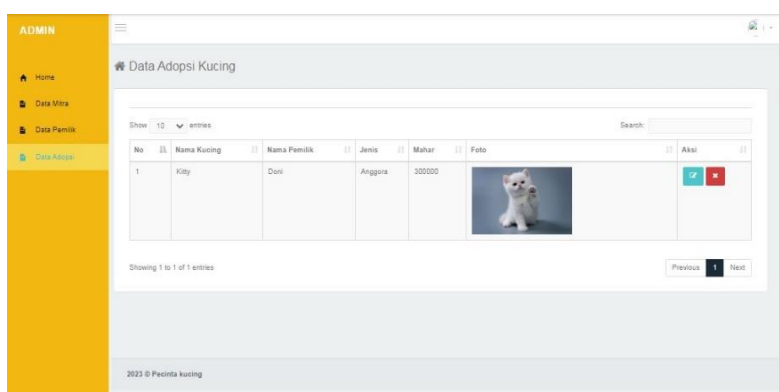 ADMIN
Home
Data Mitra
Data Pemilik
Data Adopsi
Data Adopsi Kucing
Show 10 entries
Search:
No Nama Kucing Nama Pemilik Jenis Mahar Foto Aksi
1 Kitty Doni Anggora 300000
Showing 1 to 1 of 1 entries
Previous 1 Next
2023 © Pecinta kucing